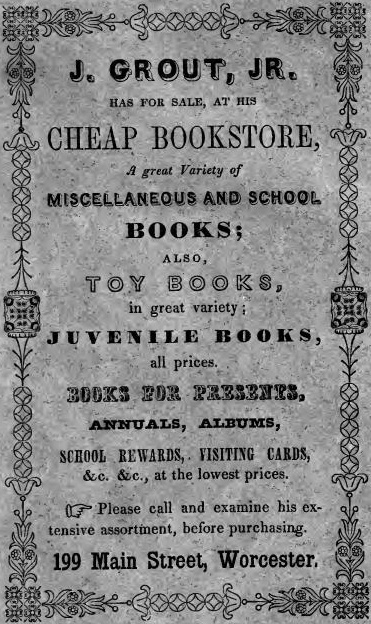 J. GROUT, JR.
HAS FOR SALE, AT HIS
CHEAP BOOKSTORE,
A great Variety of
MISCELLANEOUS AND SCHOOL
BOOKS;
ALSO,
TOY BOOKS,
in great variety;
JUVENILE BOOKS,
all prices.
BOOKS FOR PRESENTS,
ANNUALS, ALBUMS,
SCHOOL REWARDS, VISITING CARDS,
&c. &c., at the lowest prices.
☞ Please call and examine his ex-
tensive assortment, before purchasing.
199 Main Street, Worcester.